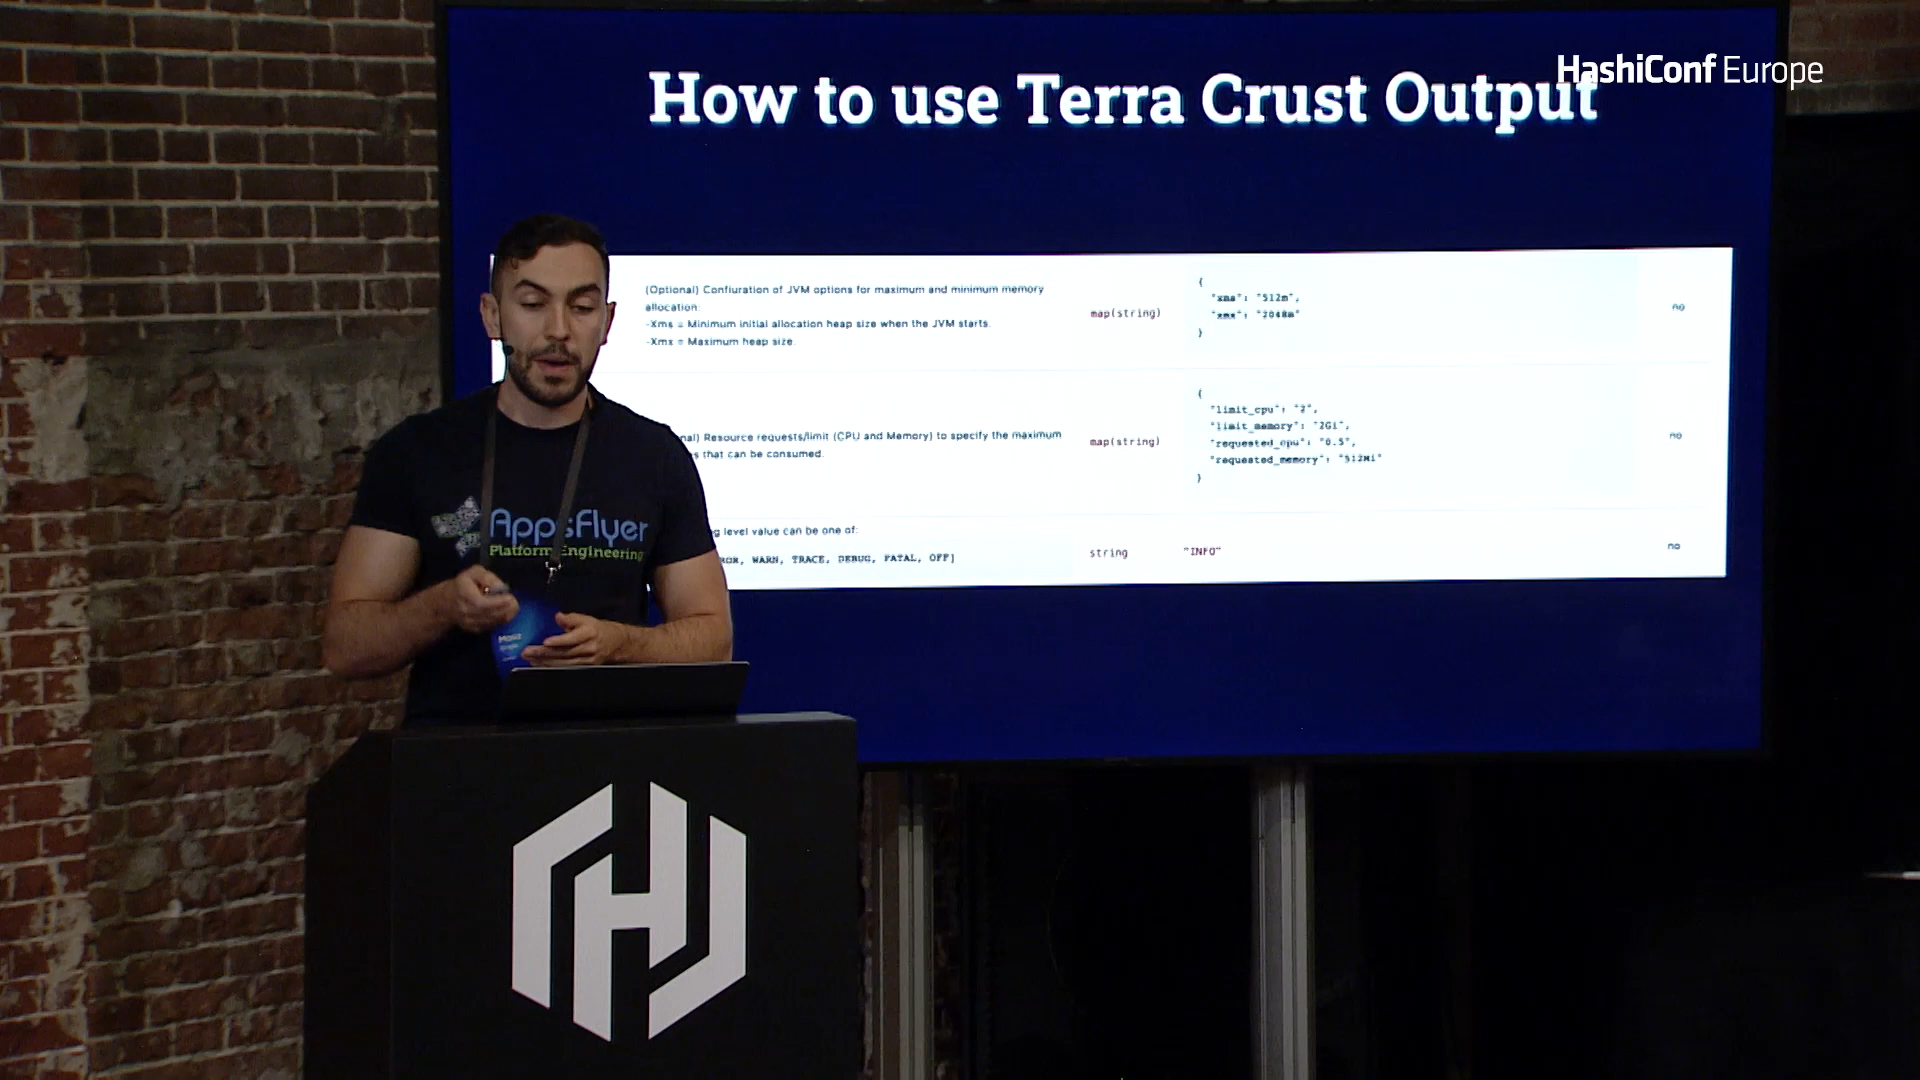 HashiConf Europe
How to use Terra Crust Output
(Optional) Confiuration of JVM options for maximum and minimum memory
allocation:
-Xms = Minimum initial allocation heap size when the JVM starts.
-Xmx = Maximum heap size.
map(string)
{
"xms": "512m",
"xmx": "2048m"
}
no
nal) Resource requests/limit (CPU and Memory) to specify the maximum
s that can be consumed.
map(string)
{
"limit_cpu": "2",
"limit_memory": "2Gi",
"requested_cpu": "0.5",
"requested_memory": "512Mi"
}
no
g level value can be one of:
ROR, WARN, TRACE, DEBUG, FATAL, OFF]
string
"INFO"
no
AppsFlyer
Platform Engineering